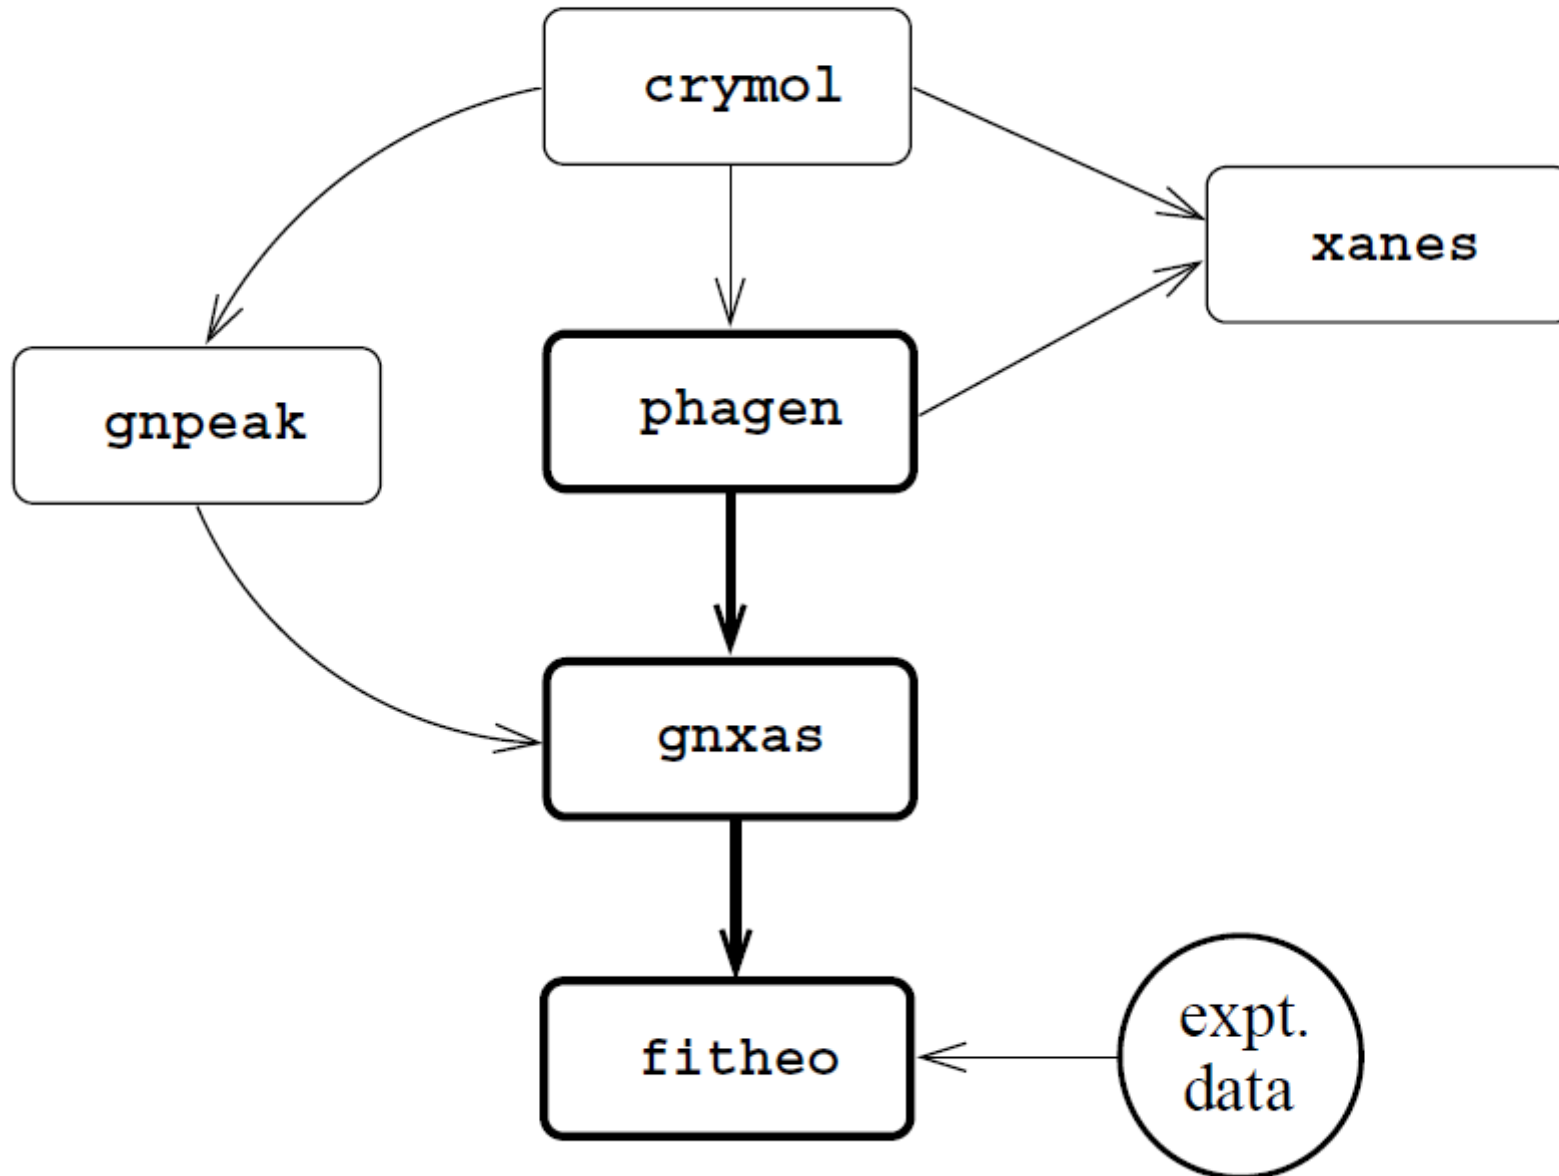 crymol
xanes
phagen
gnpeak
gnxas
expt.
data
fitheo